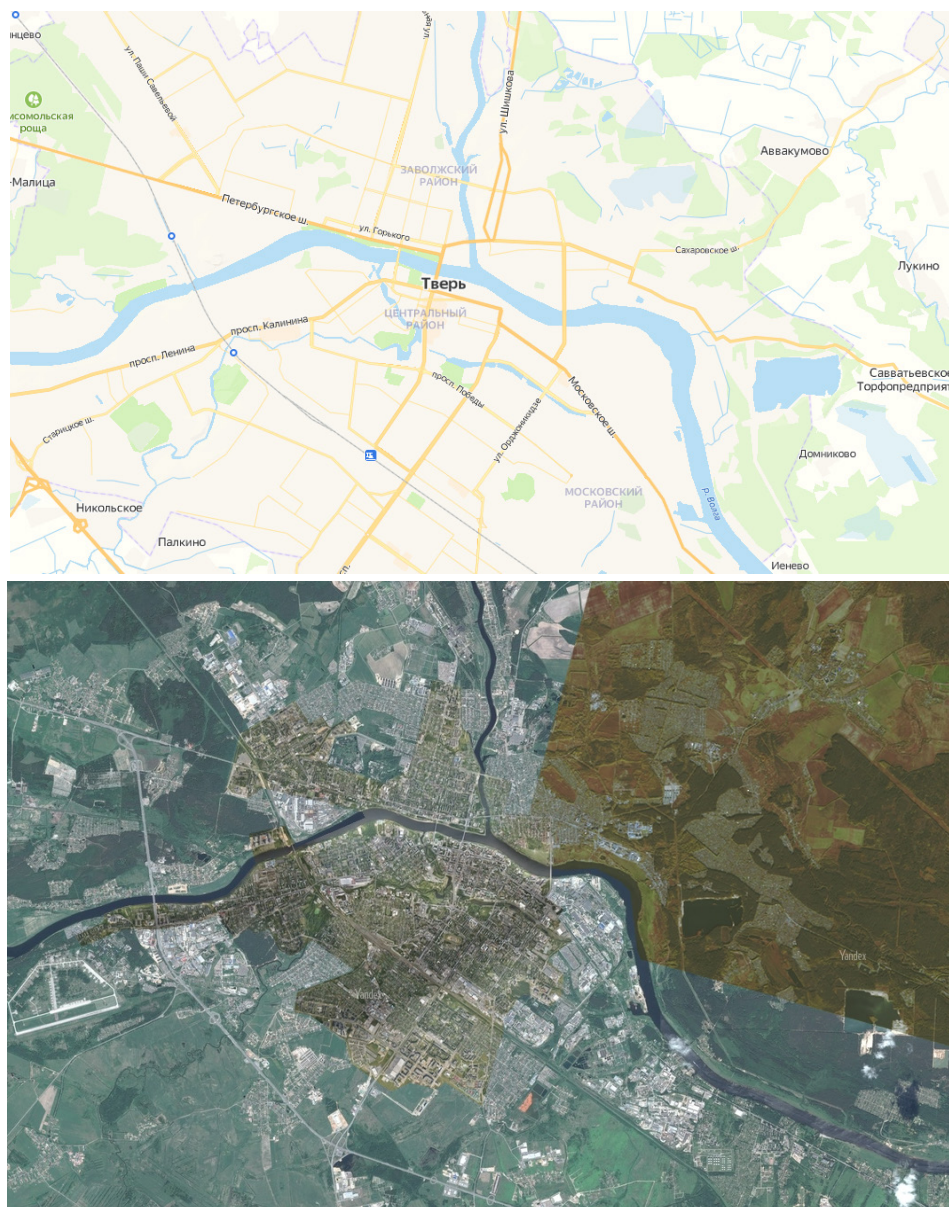 нцево
ул. Паши Савельевой
ул. Шишкова
мсомольская
роща
Аввакумово
-Малица
ЗАВОЛЖСКИЙ
РАЙОН
Петербургское ш.
ул. Горького
Сахаровское ш.
Лукино
Тверь
ЦЕНТРАЛЬНЫЙ
РАЙОН
просп. Калинина
просп. Ленина
просп. Победы
Московское ш.
Савватьевское
Торфопредприят
Старицкое ш.
ул. Орджоникидзе
Домниково
МОСКОВСКИЙ
РАЙОН
р. Волга
Никольское
Палкино
Иенево
Yandex
Yandex